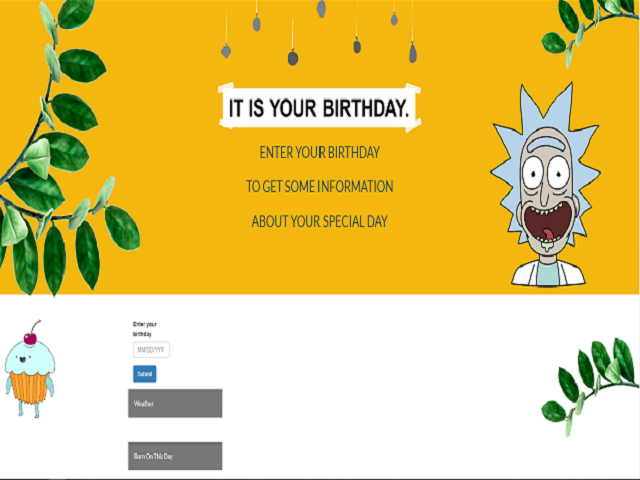 IT IS YOUR BIRTHDAY.
ENTER YOUR BIRTHDAY
TO GET SOME INFORMATION
ABOUT YOUR SPECIAL DAY
Enter your
birthday
MM/DD/YYY
Submit
Weather
Born On This Day